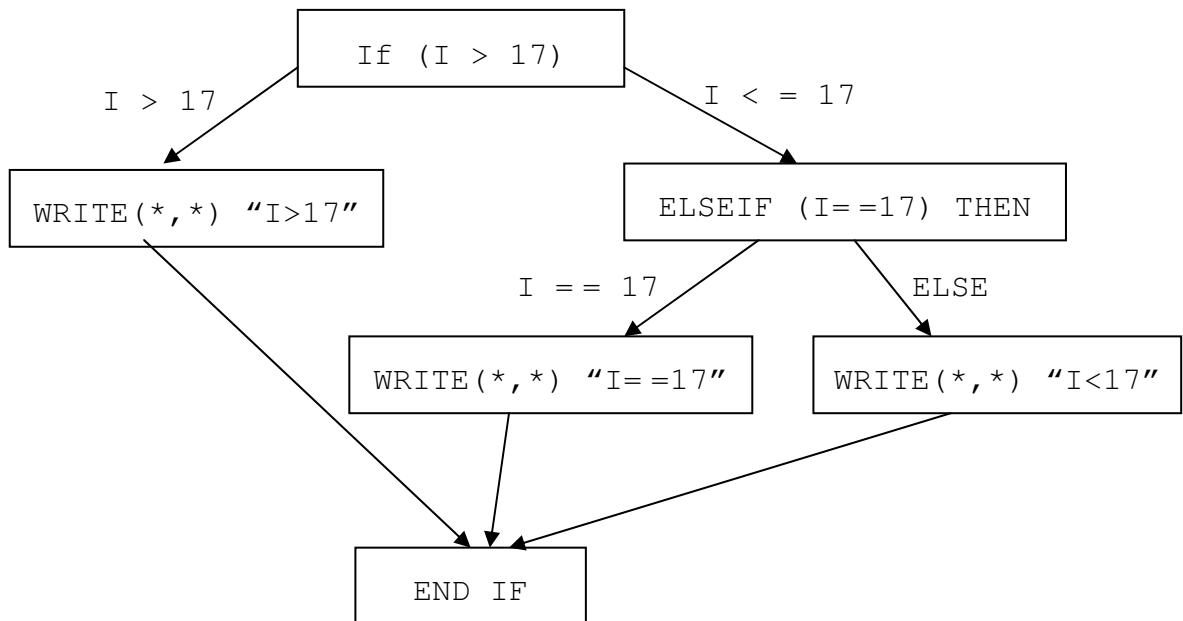 If (I > 17)
I > 17
I < = 17
WRITE(*,*) “I>17”
ELSEIF (I= =17) THEN
I = = 17
ELSE
WRITE(*,*) “I= =17”
WRITE(*,*) “I<17”
END IF